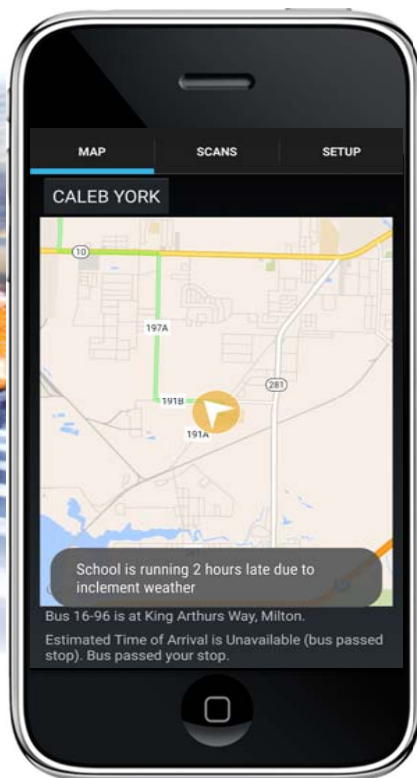 MAP SCANS SETUP
CALEB YORK
10
197A
191B
281
191A
School is running 2 hours late due to
inclement weather
Bus 16-96 is at King Arthurs Way, Milton.
Estimated Time of Arrival is Unavailable (bus passed
stop). Bus passed your stop.